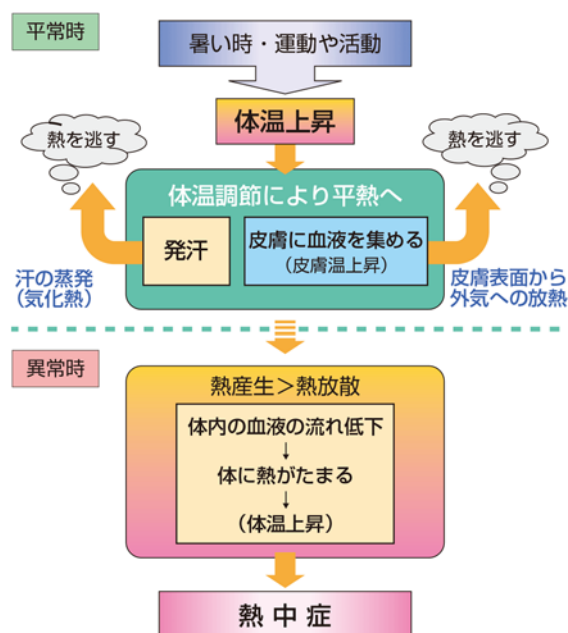 平常時
暑い時・運動や活動
体温上昇
熱を逃す
熱を逃す
体温調節により平熱へ
発汗
皮膚に血液を集める
(皮膚温上昇)
汗の蒸発
(気化熱)
皮膚表面から
外気への放熱
異常時
熱産生＞熱放散
体内の血液の流れ低下
↓
体に熱がたまる
↓
(体温上昇)
熱中症